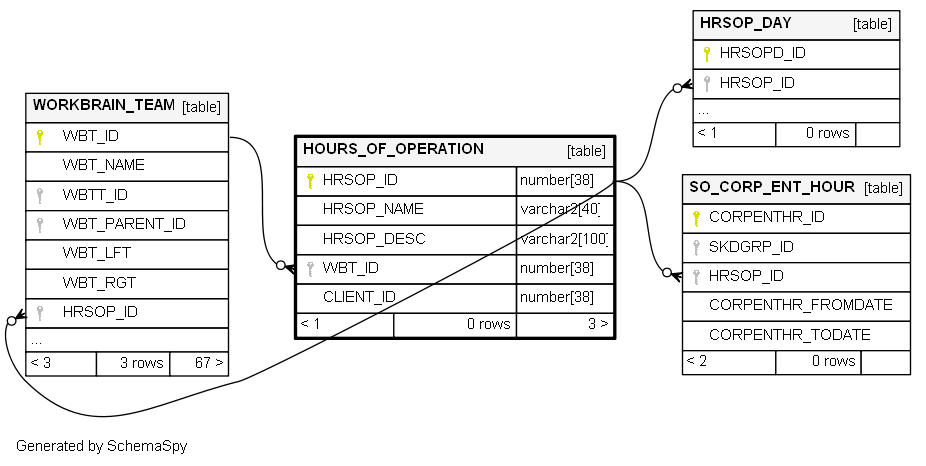 WORKBRAIN_TEAM [table]
WBT_ID
WBT_NAME
WBTT_ID
WBT_PARENT_ID
WBT_LFT
WBT_RGT
HRSOP_ID
...
< 3 3 rows 67 >
HOURS_OF_OPERATION [table]
HRSOP_ID number[38]
HRSOP_NAME varchar2[40]
HRSOP_DESC varchar2[100]
WBT_ID number[38]
CLIENT_ID number[38]
< 1 0 rows 3 >
HRSOP_DAY [table]
HRSOPD_ID
HRSOP_ID
...
< 1 0 rows
SO_CORP_ENT_HOUR [table]
CORPENTHR_ID
SKDGRP_ID
HRSOP_ID
CORPENTHR_FROMDATE
CORPENTHR_TODATE
< 2 0 rows
Generated by SchemaSpy